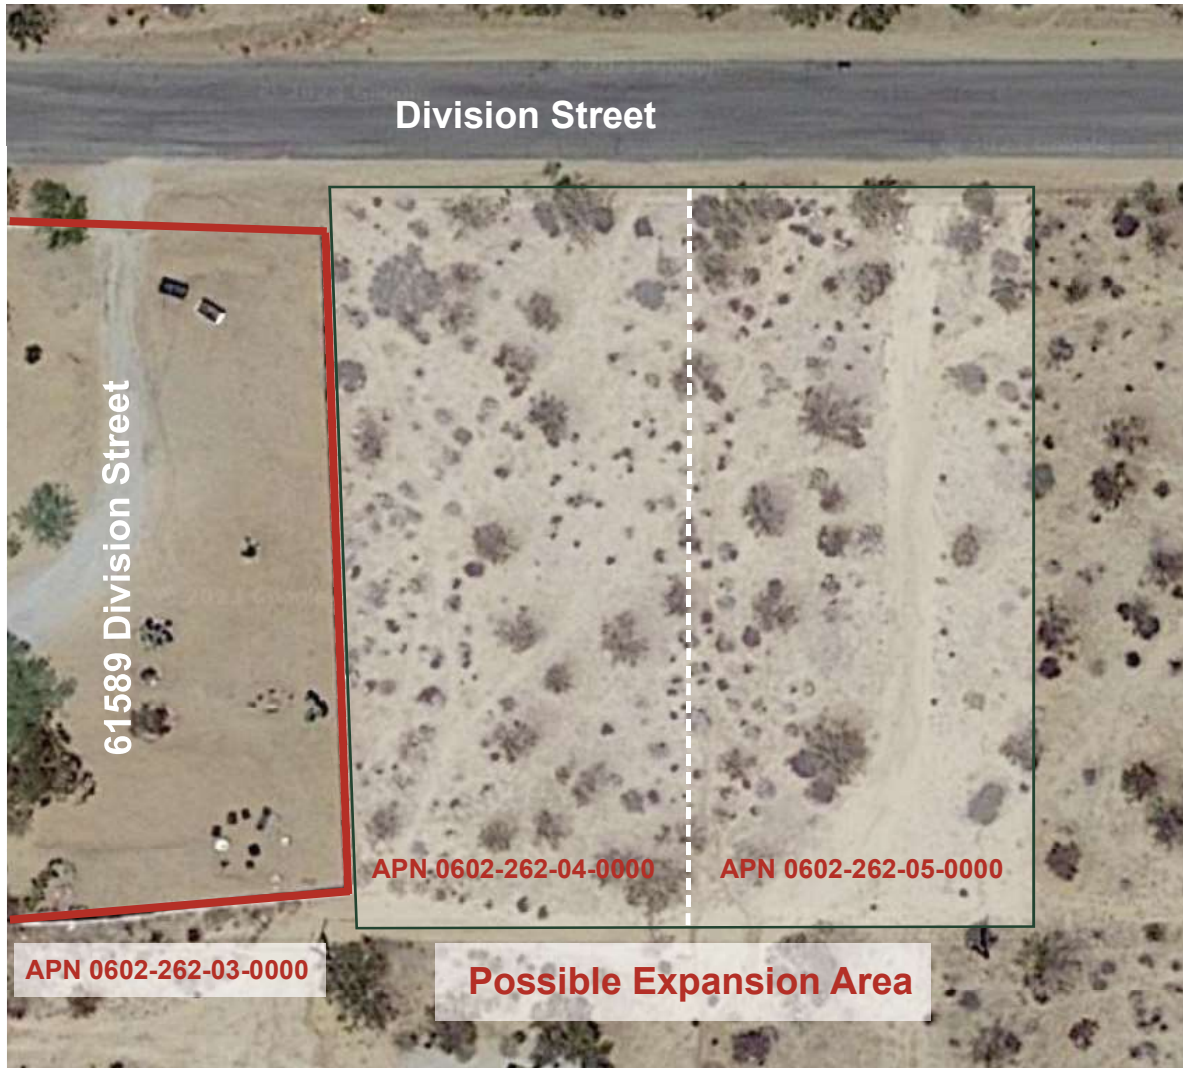 Division Street
61589 Division Street
APN 0602-262-04-0000
APN 0602-262-05-0000
APN 0602-262-03-0000
Possible Expansion Area